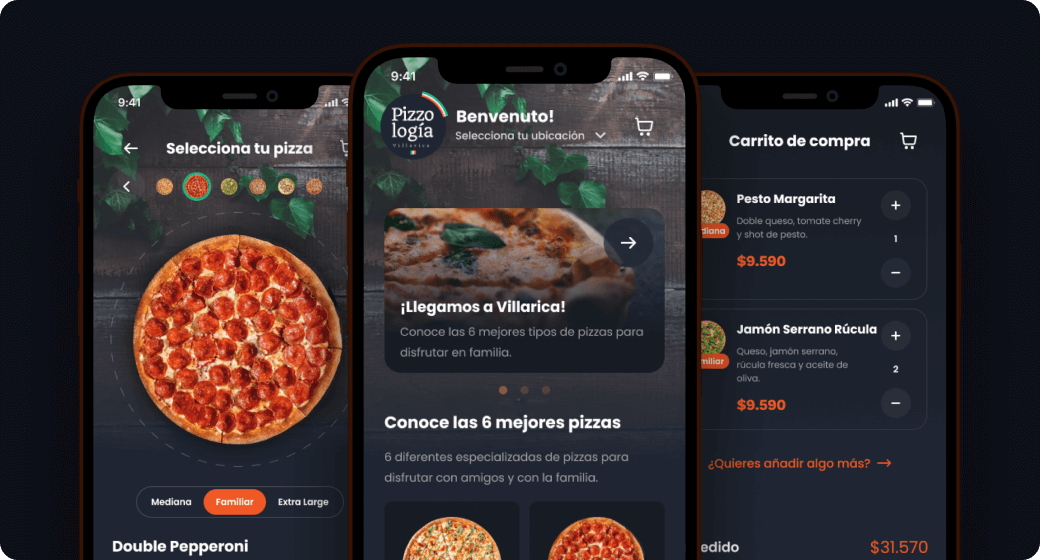 9:41
Selecciona tu pizza
Mediana
Familiar
Extra Large
Double Pepperoni
9:41
Pizzo
logía
Villarica
Benvenuto!
Selecciona tu ubicación
¡Llegamos a Villarica!
Conoce las 6 mejores tipos de pizzas para
disfrutar en familia.
Conoce las 6 mejores pizzas
6 diferentes especializadas de pizzas para
disfrutar con amigos y con la familia.
Carrito de compra
Pesto Margarita
Doble queso, tomate cherry
y shot de pesto.
$9.590
diana
+
1
−
Jamón Serrano Rúcula
Queso, jamón serrano,
rúcula fresca y aceite de
oliva.
$9.590
miliar
+
2
−
¿Quieres añadir algo más? →
edido
$31.570